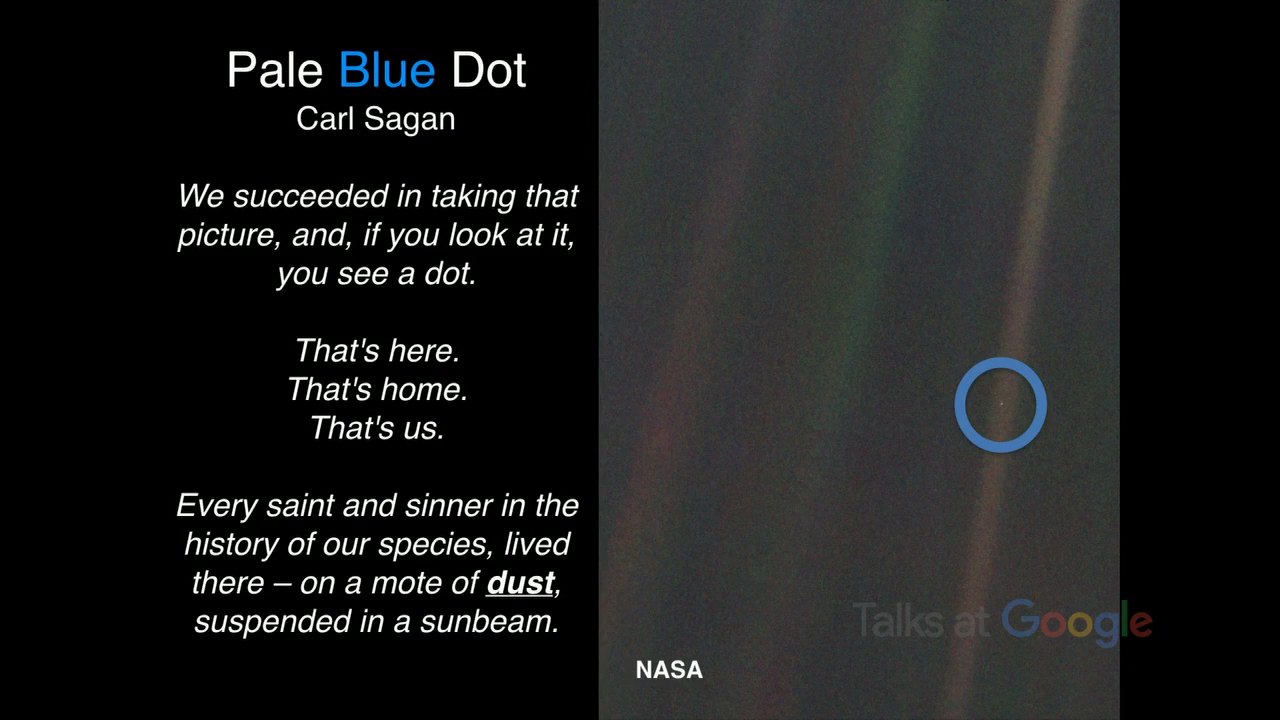 Pale Blue Dot
Carl Sagan
We succeeded in taking that
picture, and, if you look at it,
you see a dot.
That's here.
That's home.
That's us.
Every saint and sinner in the
history of our species, lived
there – on a mote of dust,
suspended in a sunbeam.
Talks at Google
NASA